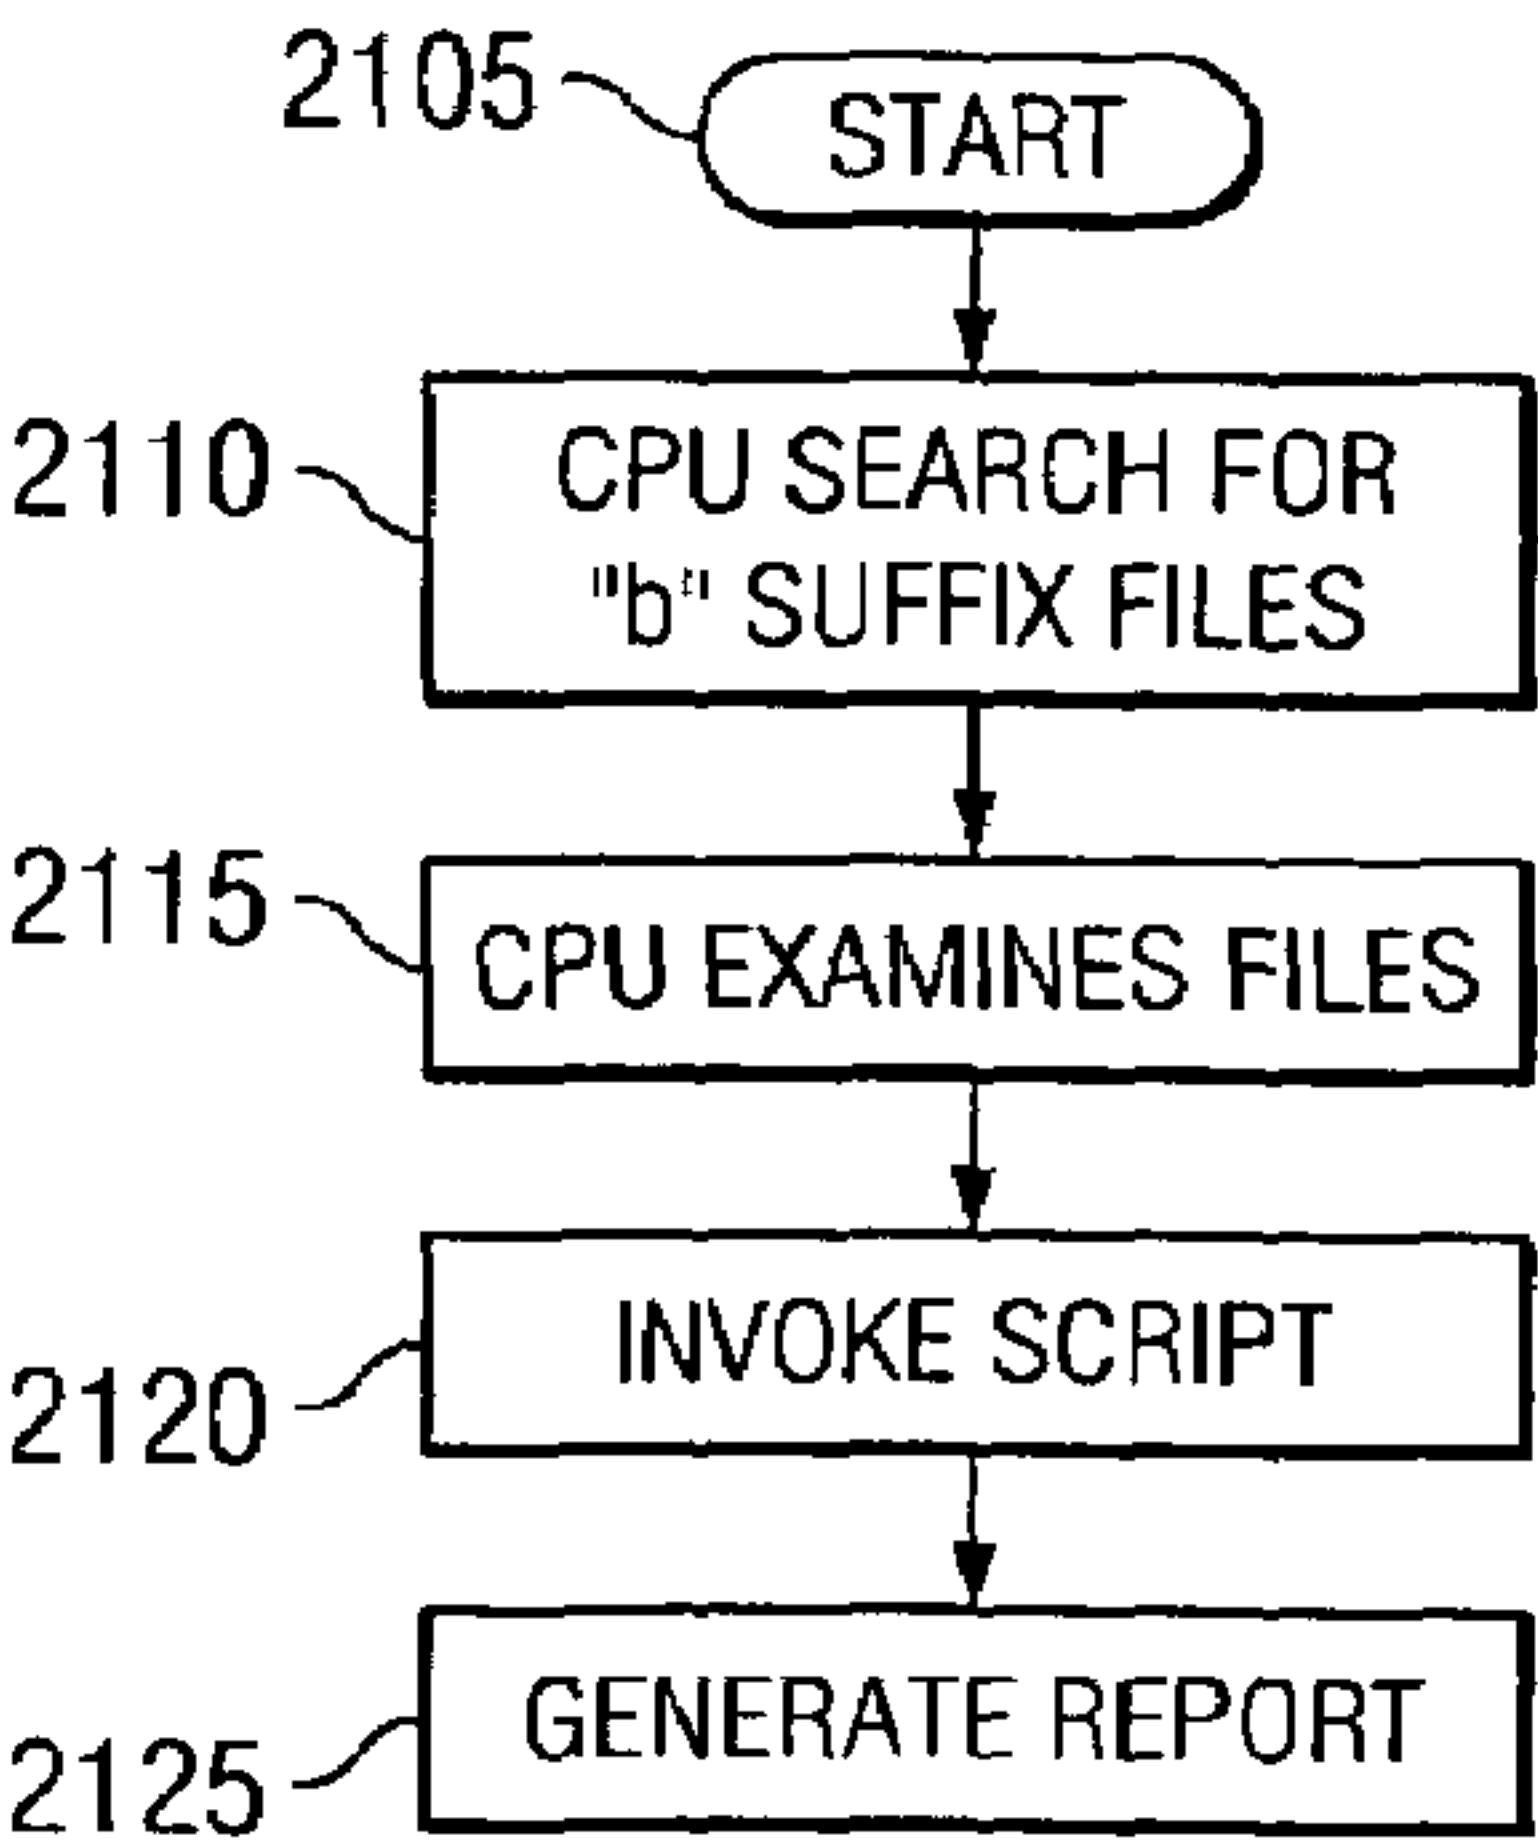 2105
START
2110
CPU SEARCH FOR
"b" SUFFIX FILES
2115
CPU EXAMINES FILES
2120
INVOKE SCRIPT
2125
GENERATE REPORT